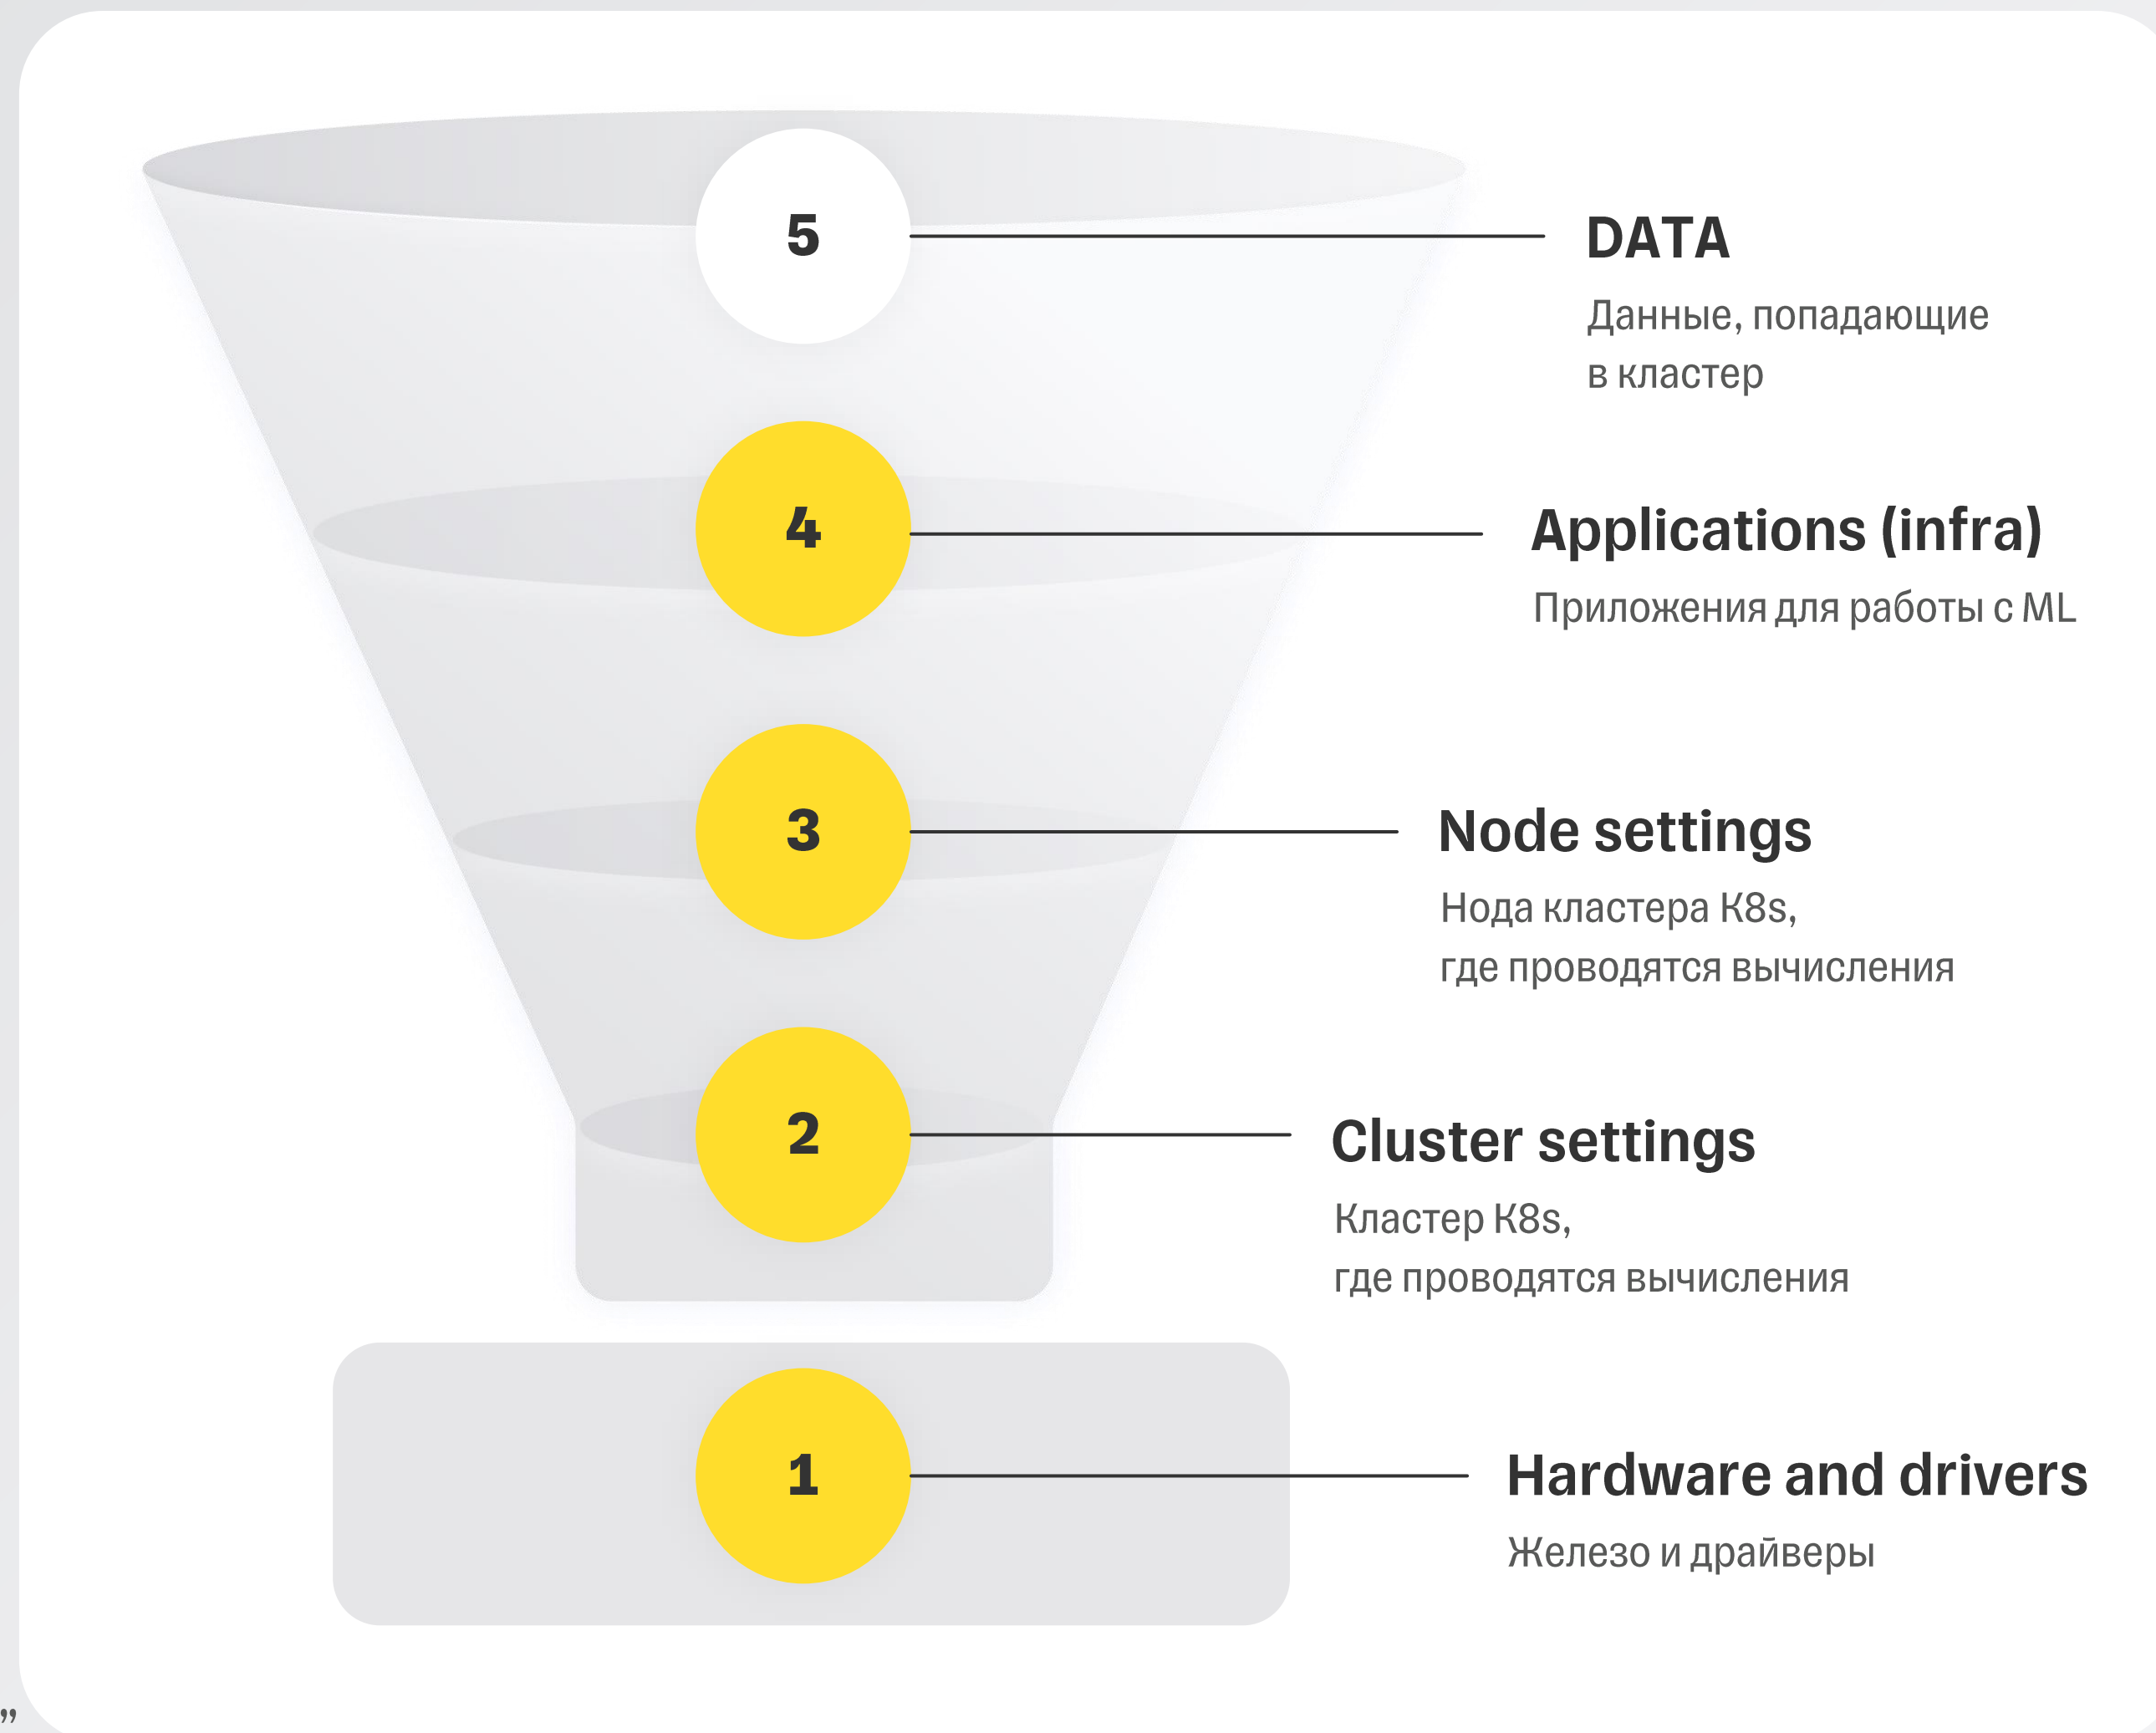 5
DATA
Данные, попадающие
в кластер
4
Applications (infra)
Приложения для работы с ML
3
Node settings
Нода кластера K8s,
где проводятся вычисления
2
Cluster settings
Кластер K8s,
где проводятся вычисления
1
Hardware and drivers
Железо и драйверы
”